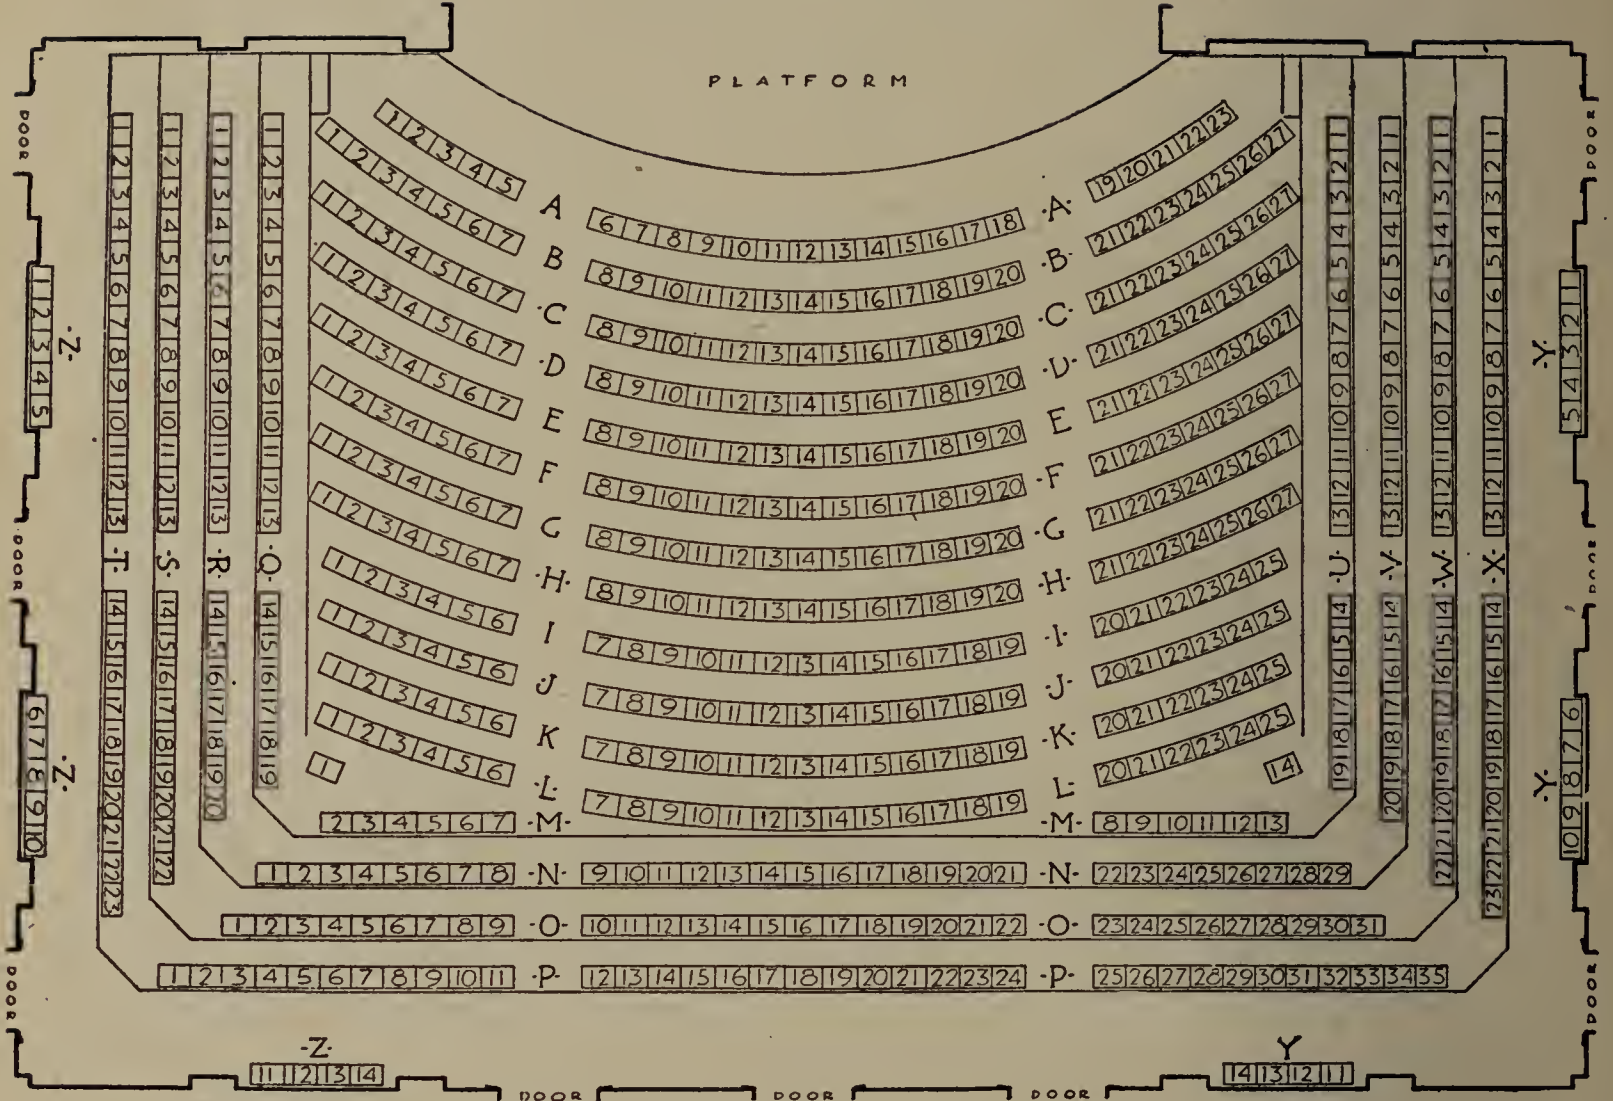 PLATFORM
DOOR
DOOR
1 2 3 4 5 A 6 7 8 9 10 11 12 13 14 15 16 17 18 ·A· 19 20 21 22 23
1 2 3 4 5 6 7 B 8 9 10 11 12 13 14 15 16 17 18 19 20 ·B· 21 22 23 24 25 26 27
1 2 3 4 5 6 7 ·C 8 9 10 11 12 13 14 15 16 17 18 19 20 ·C· 21 22 23 24 25 26 27
1 2 3 4 5 6 7 ·D 8 9 10 11 12 13 14 15 16 17 18 19 20 ·D· 21 22 23 24 25 26 27
1 2 3 4 5 6 7 E 8 9 10 11 12 13 14 15 16 17 18 19 20 E 21 22 23 24 25 26 27
1 2 3 4 5 6 7 F 8 9 10 11 12 13 14 15 16 17 18 19 20 ·F 21 22 23 24 25 26 27
1 2 3 4 5 6 7 G 8 9 10 11 12 13 14 15 16 17 18 19 20 ·G 21 22 23 24 25 26 27
1 2 3 4 5 6 7 ·H· 8 9 10 11 12 13 14 15 16 17 18 19 20 ·H· 21 22 23 24 25 26 27
1 2 3 4 5 6 I 7 8 9 10 11 12 13 14 15 16 17 18 19 ·I· 20 21 22 23 24 25
1 2 3 4 5 6 J 7 8 9 10 11 12 13 14 15 16 17 18 19 J· 20 21 22 23 24 25
1 2 3 4 5 6 K 7 8 9 10 11 12 13 14 15 16 17 18 19 ·K· 20 21 22 23 24 25
1 2 3 4 5 6 ·L· 7 8 9 10 11 12 13 14 15 16 17 18 19 L· 20 21 22 23 24 25
1 14
2 3 4 5 6 7 ·M· ·M· 8 9 10 11 12 13
1 2 3 4 5 6 7 8 ·N· 9 10 11 12 13 14 15 16 17 18 19 20 21 ·N· 22 23 24 25 26 27 28 29
1 2 3 4 5 6 7 8 9 ·O· 10 11 12 13 14 15 16 17 18 19 20 21 22 ·O· 23 24 25 26 27 28 29 30 31
1 2 3 4 5 6 7 8 9 10 11 ·P· 12 13 14 15 16 17 18 19 20 21 22 23 24 ·P· 25 26 27 28 29 30 31 32 33 34 35
1 2 3 4 5 6 7 8 9 10 11 12 13 ·T· 14 15 16 17 18 19 20 21 22 23
1 2 3 4 5 6 7 8 9 10 11 12 13 ·S· 14 15 16 17 18 19 20 21 22
1 2 3 4 5 6 7 8 9 10 11 12 13 ·R· 14 15 16 17 18 19 20
1 2 3 4 5 6 7 8 9 10 11 12 13 ·Q· 14 15 16 17 18 19
1 2 3 4 5 6 7 8 9 10 11 12 13 ·U· 14 15 16 17 18 19
1 2 3 4 5 6 7 8 9 10 11 12 13 ·V· 14 15 16 17 18 19 20
1 2 3 4 5 6 7 8 9 10 11 12 13 ·W· 14 15 16 17 18 19 20 21 22
1 2 3 4 5 6 7 8 9 10 11 12 13 ·X· 14 15 16 17 18 19 20 21 22 23
1 2 3 4 5
·Z·
·Y·
5 4 3 2 1
DOOR
DOOR
6 7 8 9 10
·Z·
·Y·
10 9 8 7 6
DOOR
DOOR
·Z·
11 12 13 14
Y
14 13 12 11
DOOR
DOOR
DOOR